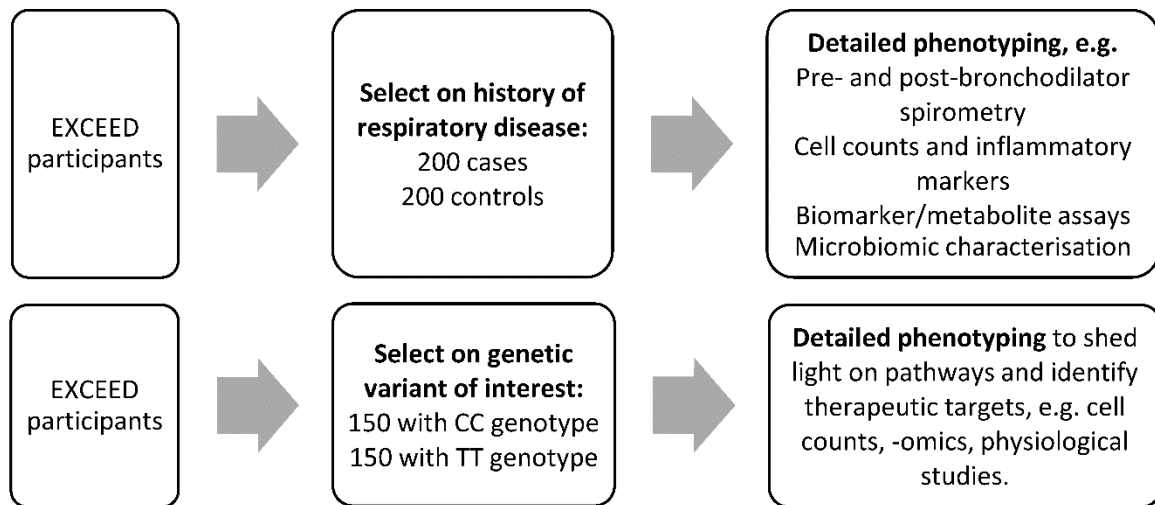 EXCEED
participants
Select on history of
respiratory disease:
200 cases
200 controls
Detailed phenotyping, e.g.
Pre- and post-bronchodilator
spirometry
Cell counts and inflammatory
markers
Biomarker/metabolite assays
Microbiomic characterisation
EXCEED
participants
Select on genetic
variant of interest:
150 with CC genotype
150 with TT genotype
Detailed phenotyping to shed
light on pathways and identify
therapeutic targets, e.g. cell
counts, -omics, physiological
studies.